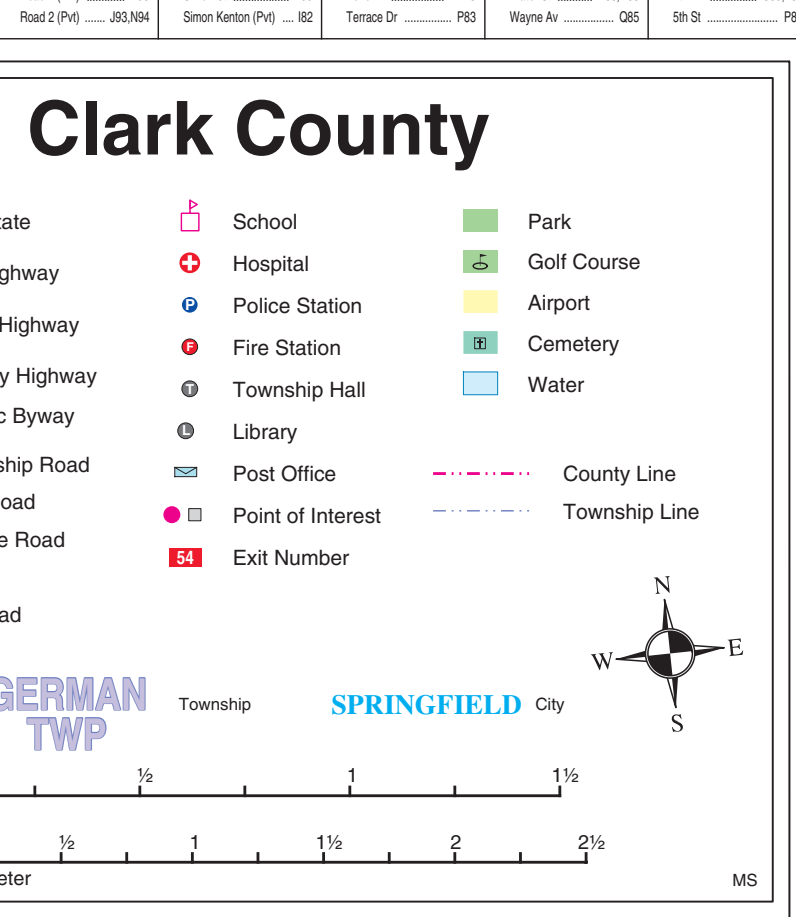 Road 2 (Pvt) ....... J93,N94
Simon Kenton (Pvt) .... I82
Terrace Dr ............... P83
Wayne Av ................ Q85
5th St ....................... P8
Clark County
tate
ghway
Highway
y Highway
c Byway
ship Road
oad
e Road
ad
School
Hospital
P Police Station
F Fire Station
T Township Hall
L Library
Post Office
Point of Interest
54 Exit Number
Park
Golf Course
Airport
Cemetery
Water
County Line
Township Line
N
W
E
S
GERMAN
TWP
Township
SPRINGFIELD City
½ 1 1½
½ 1 1½ 2 2½
eter
MS